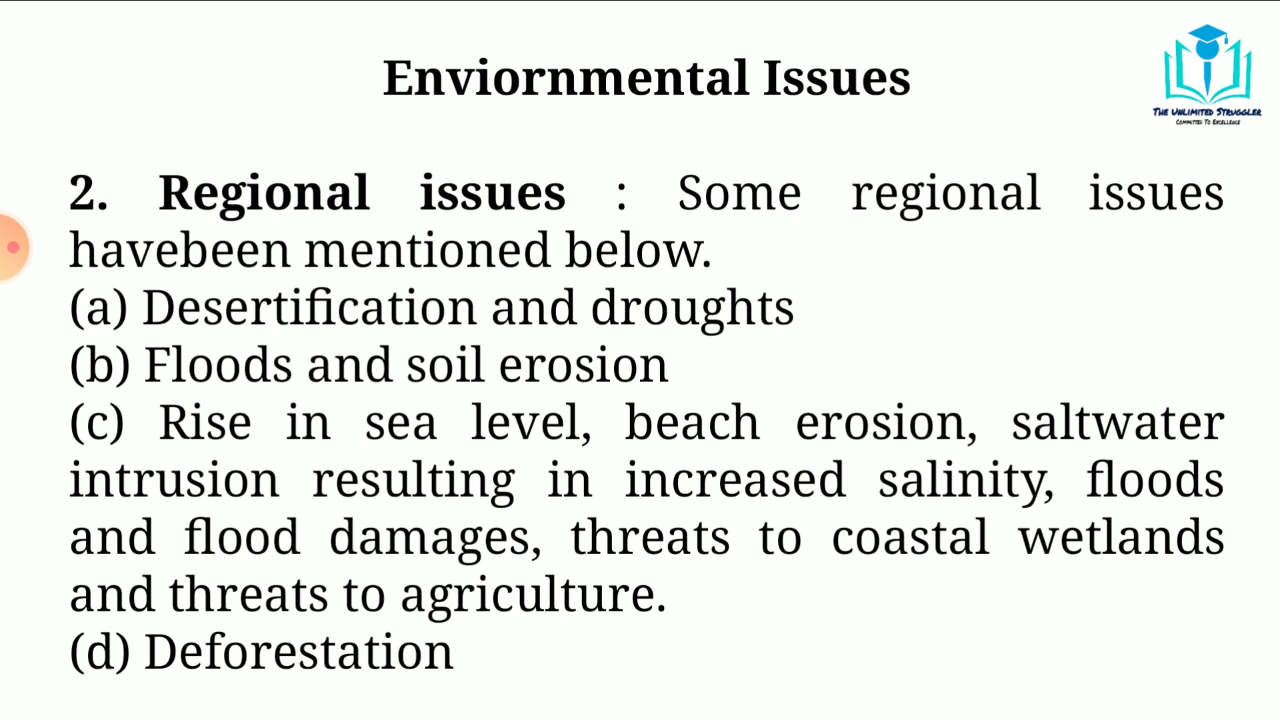 Enviornmental Issues
THE UNLIMITED STRUGGLER
COMMITTED TO EXCELLENCE
2. Regional issues : Some regional issues
havebeen mentioned below.
(a) Desertification and droughts
(b) Floods and soil erosion
(c) Rise in sea level, beach erosion, saltwater
intrusion resulting in increased salinity, floods
and flood damages, threats to coastal wetlands
and threats to agriculture.
(d) Deforestation